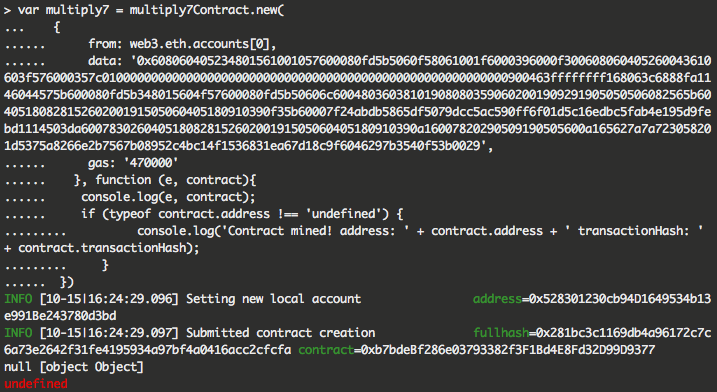 > var multiply7 = multiply7Contract.new(
...    {
......      from: web3.eth.accounts[0],
......      data: '0x608060405234801561001057600080fd5b5060f58061001f6000396000f300608060405260043610
603f576000357c0100000000000000000000000000000000000000000000000000000000900463ffffffff168063c6888fa11
46044575b600080fd5b348015604f57600080fd5b50606c60048036038101908080359060200190929190505050506082565b60
4051808281526020019150506040518091 0390f35b60007f24abdb5865df5079dcc5ac590ff6f01d5c16edbc5fab4e195d9fe
bd1114503da600783026040518082815260200191505060405180910390a16007820290509190505600a165627a7a72305820
1d5375a8266e2b7567b08952c4bc14f1536831ea67d18c9f6046297b3540f53b0029',
......      gas: '470000'
......    }, function (e, contract){
......     console.log(e, contract);
......     if (typeof contract.address !== 'undefined') {
.........          console.log('Contract mined! address: ' + contract.address + ' transactionHash: '
+ contract.transactionHash);
.........     }
......  })
INFO [10-15|16:24:29.096] Setting new local account                address=0x528301230cb94D1649534b13
e991Be243780d3bd
INFO [10-15|16:24:29.097] Submitted contract creation              fullhash=0x281bc3c1169db4a96172c7c
6a73e2642f31fe4195934a97bf4a0416acc2cfcfa contract=0xb7bdeBf286e03793382f3F1Bd4E8Fd32D99D9377
null [object Object]
undefined